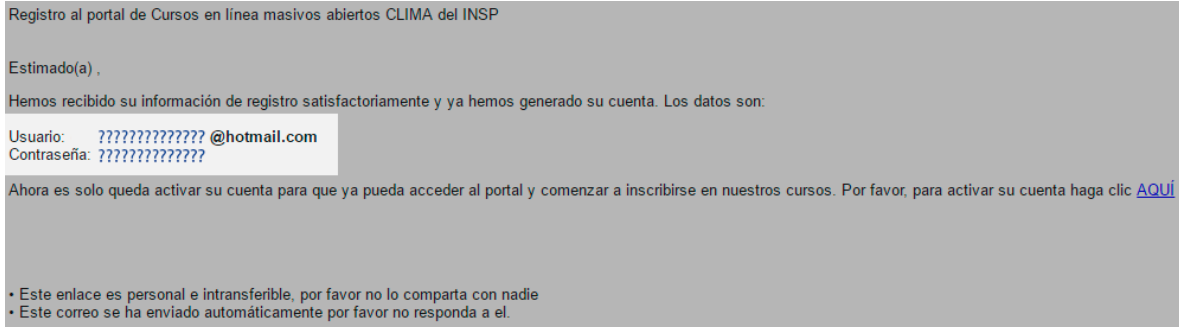 Registro al portal de Cursos en línea masivos abiertos CLIMA del INSP
Estimado(a) ,
Hemos recibido su información de registro satisfactoriamente y ya hemos generado su cuenta. Los datos son:
Usuario: ?????????????? @hotmail.com
Contraseña: ??????????????
Ahora es solo queda activar su cuenta para que ya pueda acceder al portal y comenzar a inscribirse en nuestros cursos. Por favor, para activar su cuenta haga clic AQUÍ
• Este enlace es personal e intransferible, por favor no lo comparta con nadie
• Este correo se ha enviado automáticamente por favor no responda a el.